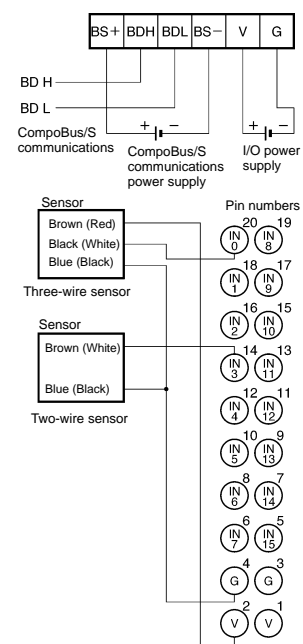 BS+ BDH BDL BS− V G
BD H
BD L
+ − + −
CompoBus/S
communications
CompoBus/S
communications
power supply
I/O power
supply
Sensor
Brown (Red)
Black (White)
Blue (Black)
Three-wire sensor
Sensor
Brown (White)
Blue (Black)
Two-wire sensor
Pin numbers
20 19
IN 0 IN 8
18 17
IN 1 IN 9
16 15
IN 2 IN 10
14 13
IN 3 IN 11
12 11
IN 4 IN 12
10 9
IN 5 IN 13
8 7
IN 6 IN 14
6 5
IN 7 IN 15
4 3
G G
2 1
V V